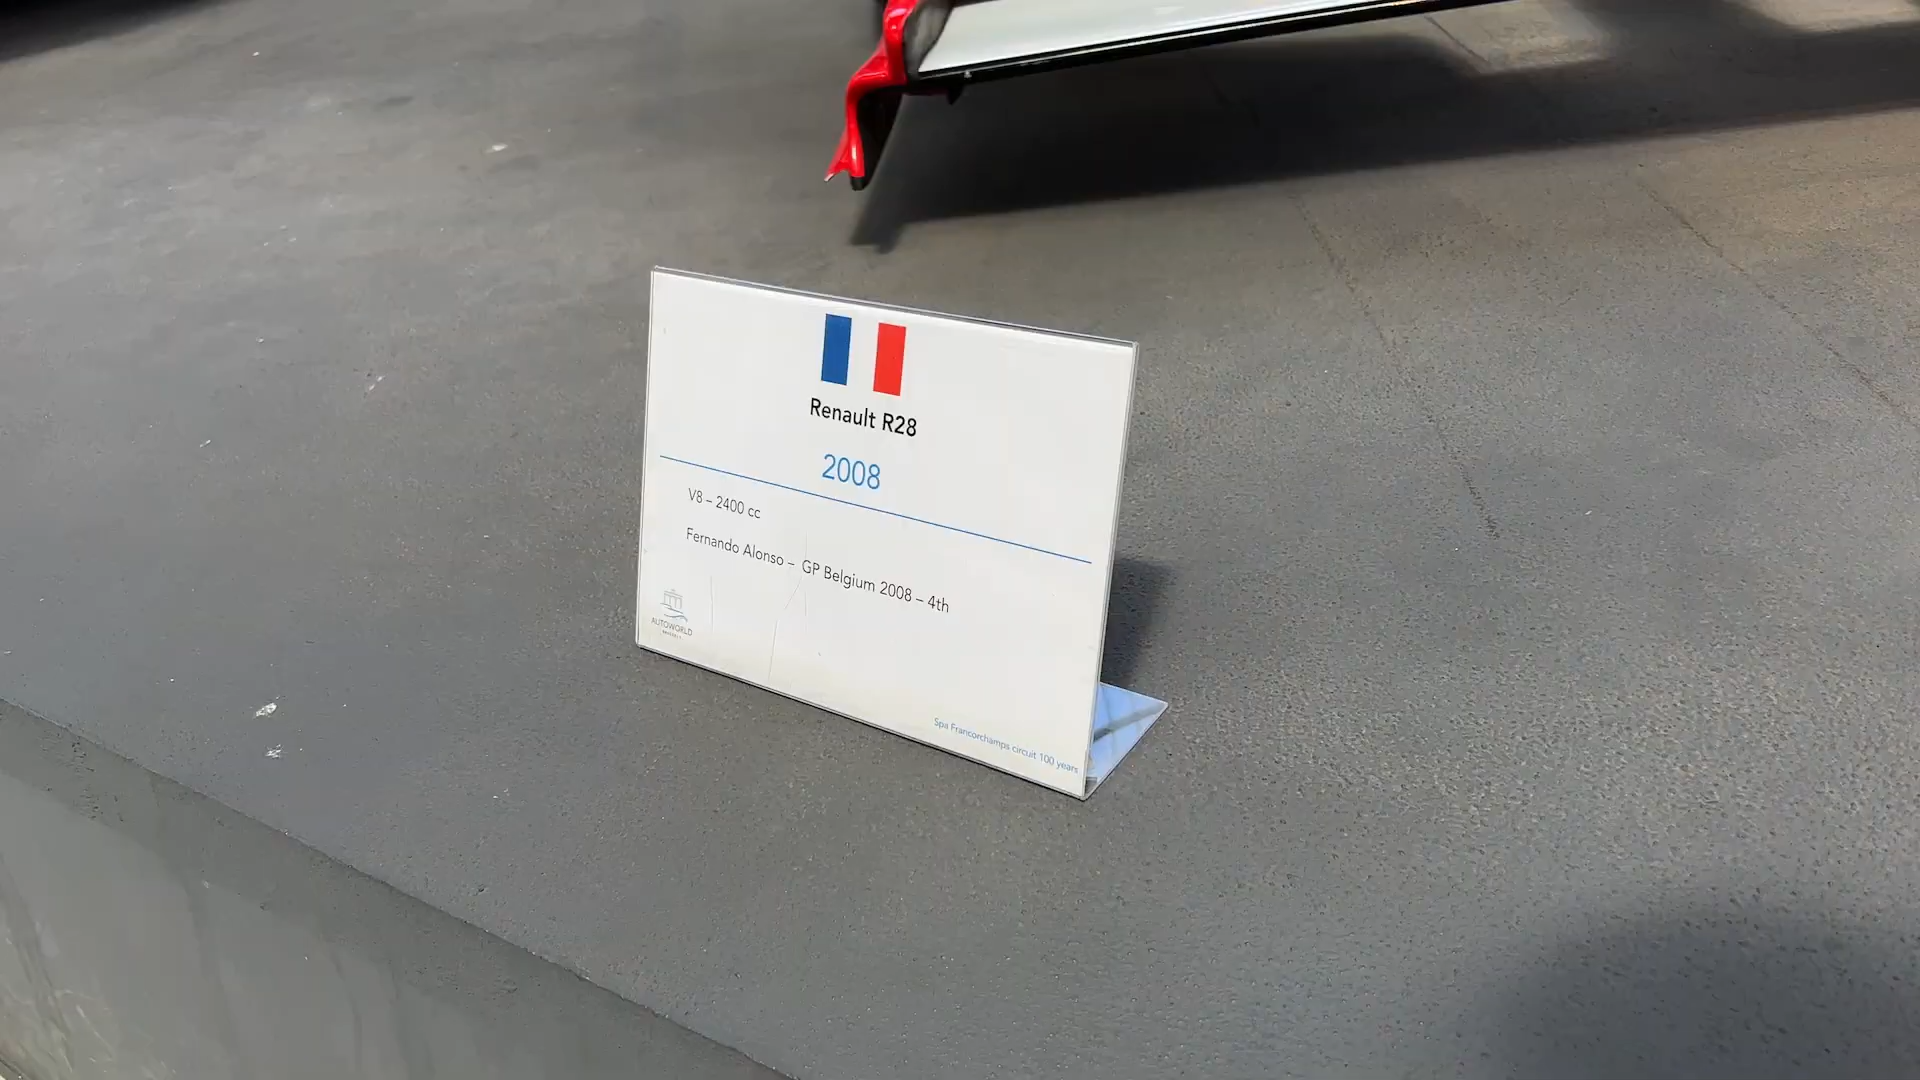 Renault R28
2008
V8 – 2400 cc
Fernando Alonso – GP Belgium 2008 – 4th
AUTOWORLD
Spa Francorchamps circuit 100 years